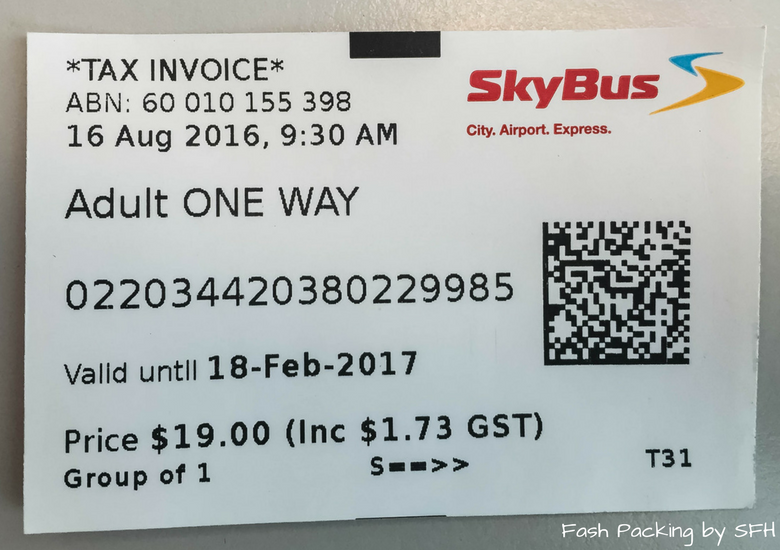 *TAX INVOICE*
ABN: 60 010 155 398
16 Aug 2016, 9:30 AM
SkyBus
City. Airport. Express.
Adult ONE WAY
022034420380229985
Valid until 18-Feb-2017
Price $19.00 (Inc $1.73 GST)
Group of 1
S==>>
T31
Fash Packing by SFH